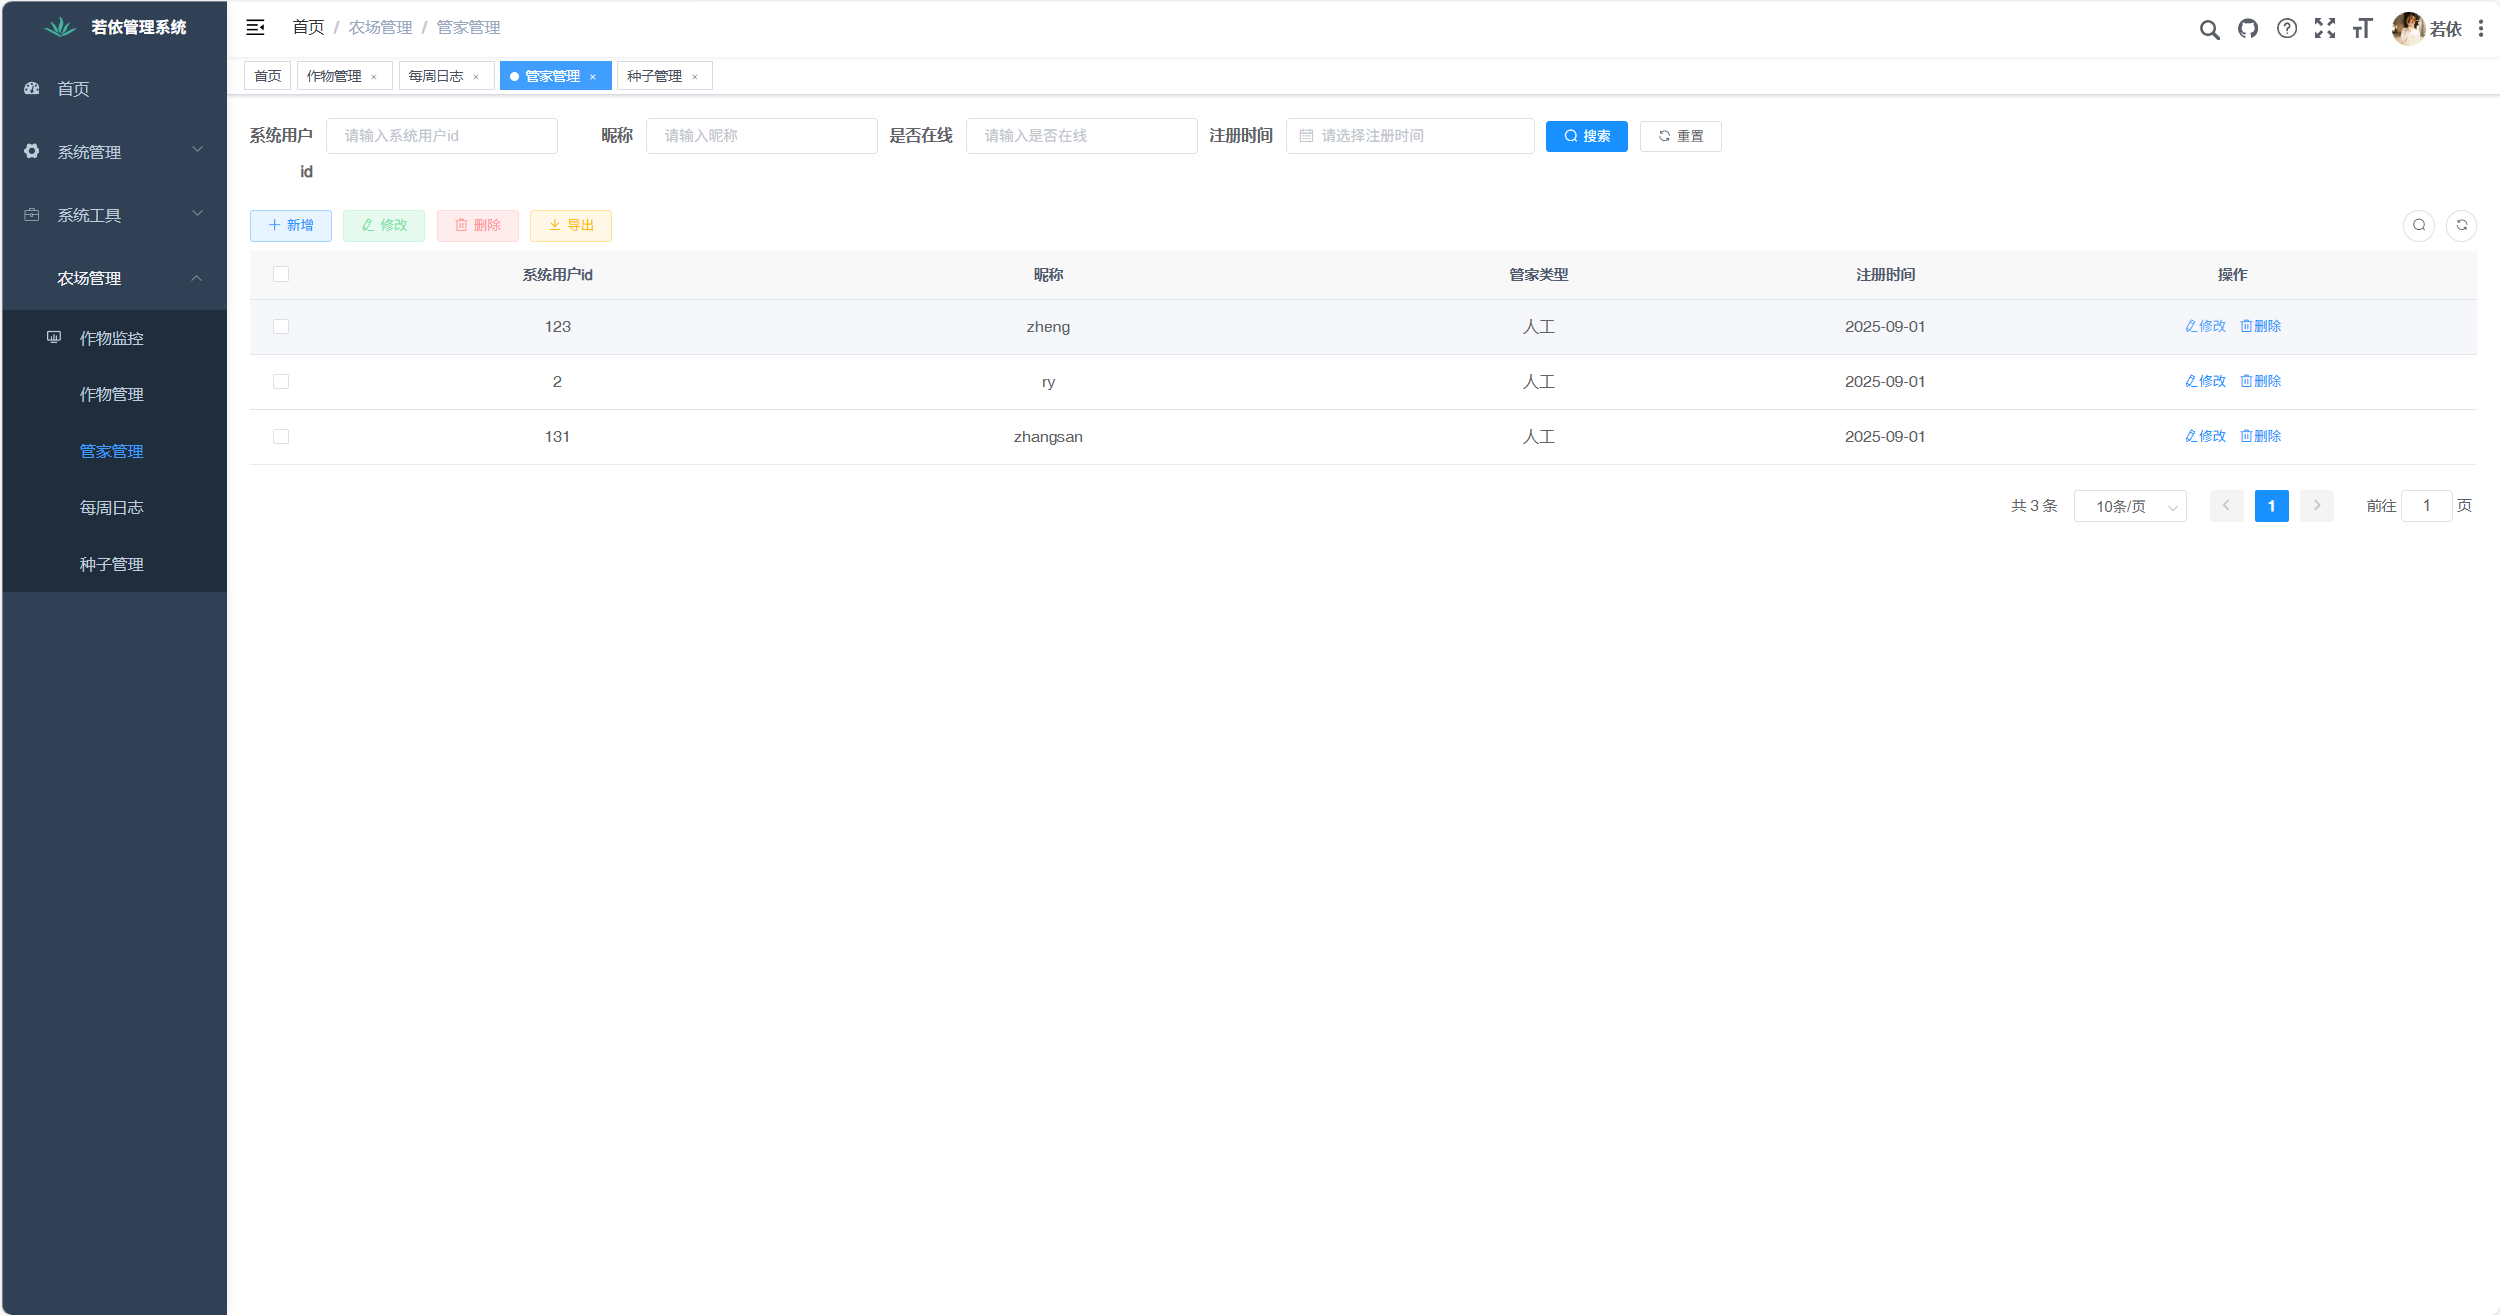 若依管理系统
首页
系统管理
系统工具
农场管理
作物监控
作物管理
管家管理
每周日志
种子管理
首页 / 农场管理 / 管家管理
若依
首页 作物管理 × 每周日志 × 管家管理 × 种子管理 ×
系统用户id 请输入系统用户id 昵称 请输入昵称 是否在线 请输入是否在线 注册时间 请选择注册时间 搜索 重置
新增 修改 删除 导出
系统用户id 昵称 管家类型 注册时间 操作
123 zheng 人工 2025-09-01 修改 删除
2 ry 人工 2025-09-01 修改 删除
131 zhangsan 人工 2025-09-01 修改 删除
共 3 条 10条/页 1 前往 1 页